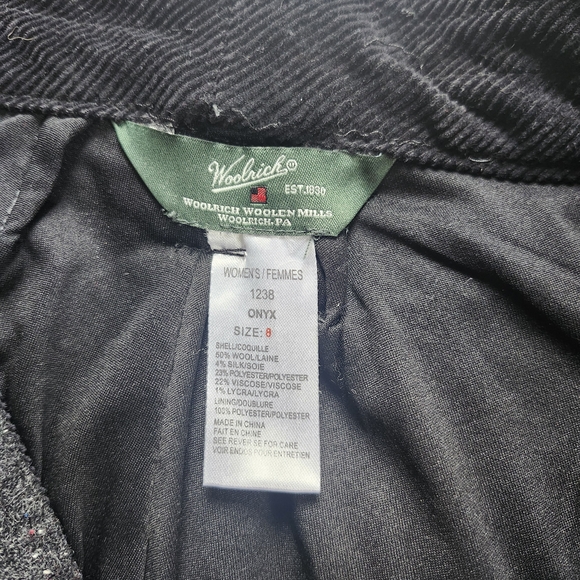 Woolrich
EST.1830
WOOLRICH WOOLEN MILLS
WOOLRICH, PA
WOMEN'S / FEMMES
1238
ONYX
SIZE: 8
SHELL/COQUILLE
50% WOOL/LAINE
4% SILK/SOIE
23% POLYESTER/POLYESTER
22% VISCOSE/VISCOSE
1% LYCRA/LYCRA
LINING/DOUBLURE
100% POLYESTER/POLYESTER
MADE IN CHINA
FAIT EN CHINE
SEE REVERSE FOR CARE
VOIR ENDOS POUR ENTRETIEN